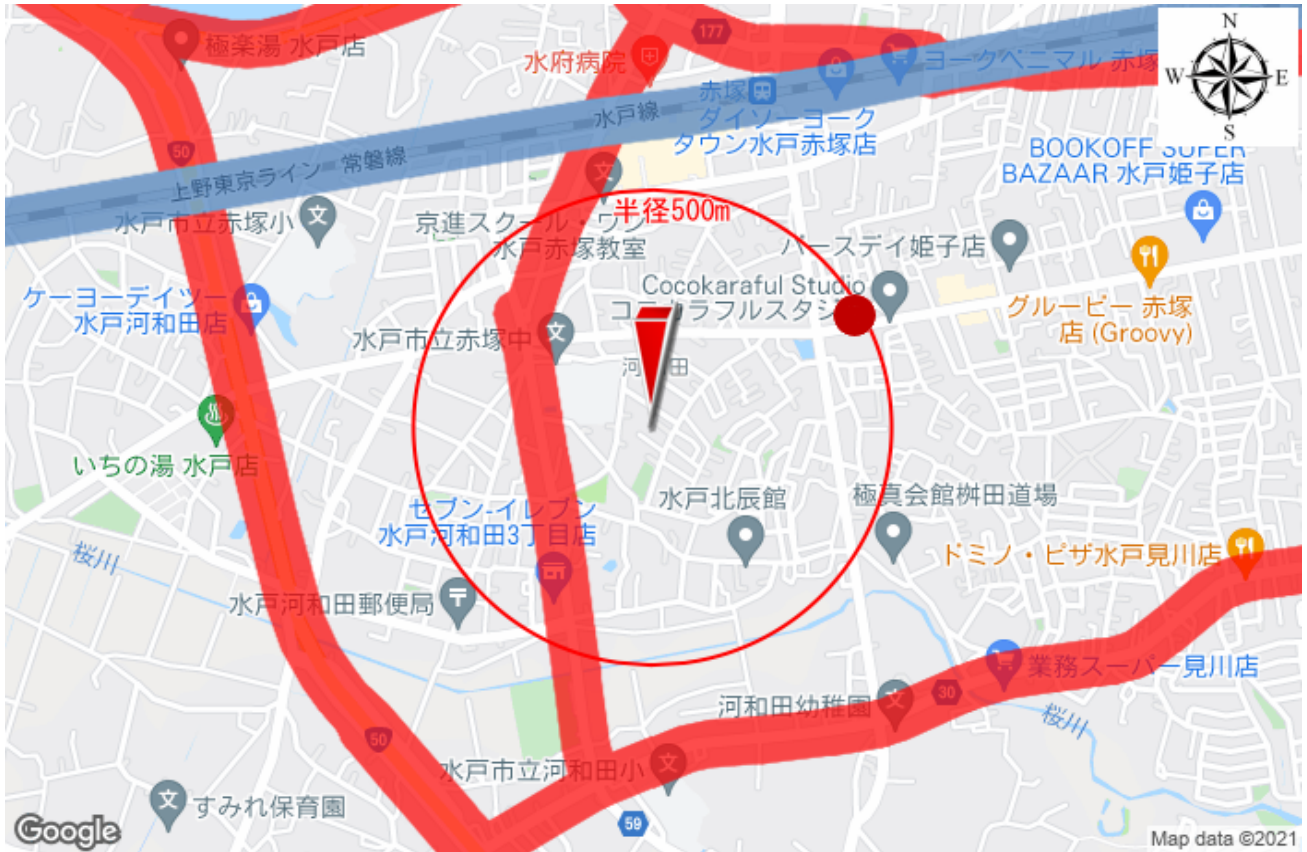 極楽湯 水戸店
177
水府病院
ヨークベニマル 赤塚
N
W
E
S
赤塚
ダイソーヨーク
タウン水戸赤塚店
水戸線
50
上野東京ライン 常磐線
BOOKOFF SUPER
BAZAAR 水戸姫子店
水戸市立赤塚小
京進スクール・ワン
水戸赤塚教室
半径500m
バースデイ姫子店
ケーヨーデイツー
水戸河和田店
Cocokaraful Studio
ココカラフルスタジ
グルービー 赤塚
店 (Groovy)
水戸市立赤塚中
いちの湯 水戸店
水戸北辰館
極真会館桝田道場
セブン-イレブン
水戸河和田3丁目店
ドミノ・ピザ水戸見川店
桜川
水戸河和田郵便局
業務スーパー見川店
河和田幼稚園
30
桜川
50
水戸市立河和田小
すみれ保育園
59
Google
Map data ©2021